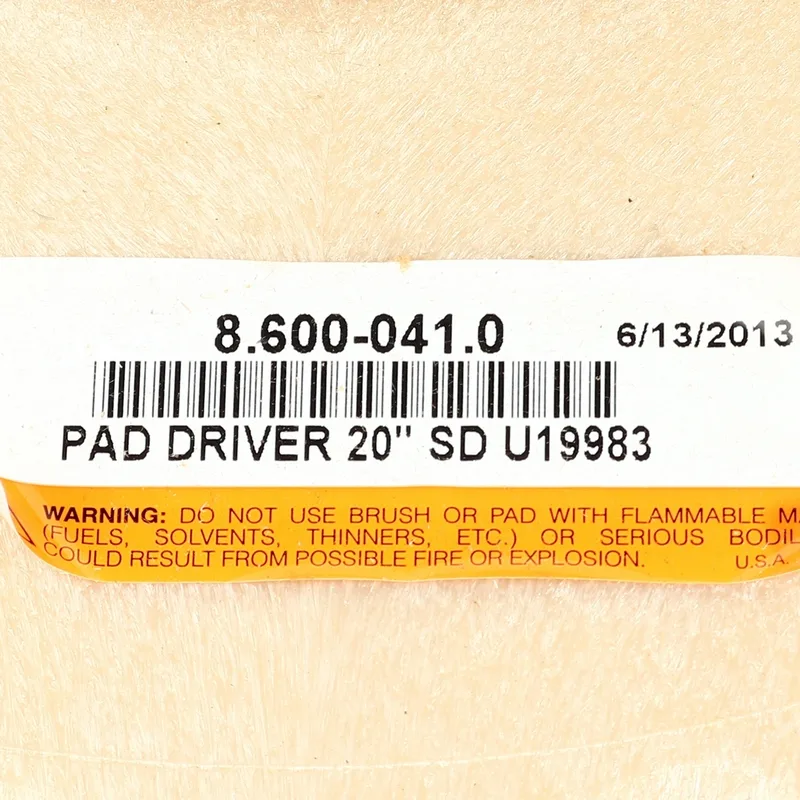 8.600-041.0 6/13/2013
PAD DRIVER 20" SD U19983
WARNING: DO NOT USE BRUSH OR PAD WITH FLAMMABLE
(FUELS, SOLVENTS, THINNERS, ETC.) OR SERIOUS
COULD RESULT FROM POSSIBLE FIRE OR EXPLOSION. U.S.A.